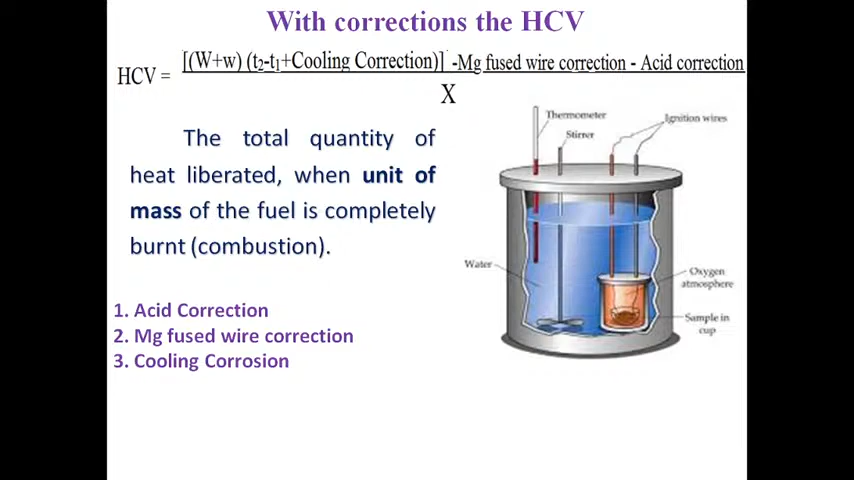 With corrections the HCV
HCV = [(W+w) (t₂-t₁+Cooling Correction)] -Mg fused wire correction - Acid correction
X
The total quantity of
heat liberated, when unit of
mass of the fuel is completely
burnt (combustion).
1. Acid Correction
2. Mg fused wire correction
3. Cooling Corrosion
Thermometer
Stirrer
Ignition wires
Water
Oxygen
atmosphere
Sample in
cup